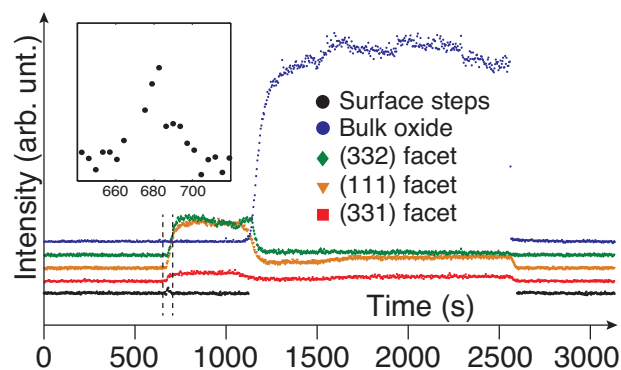 Intensity (arb. unt.)
660 680 700
Surface steps
Bulk oxide
(332) facet
(111) facet
(331) facet
Time (s)
0 500 1000 1500 2000 2500 3000